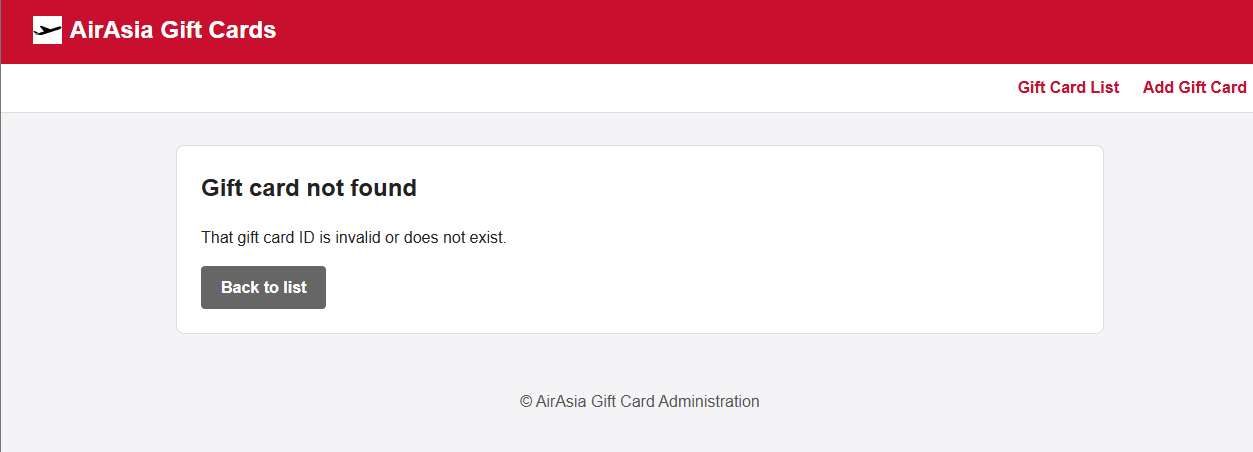 AirAsia Gift Cards
Gift Card List Add Gift Card
Gift card not found
That gift card ID is invalid or does not exist.
Back to list
© AirAsia Gift Card Administration